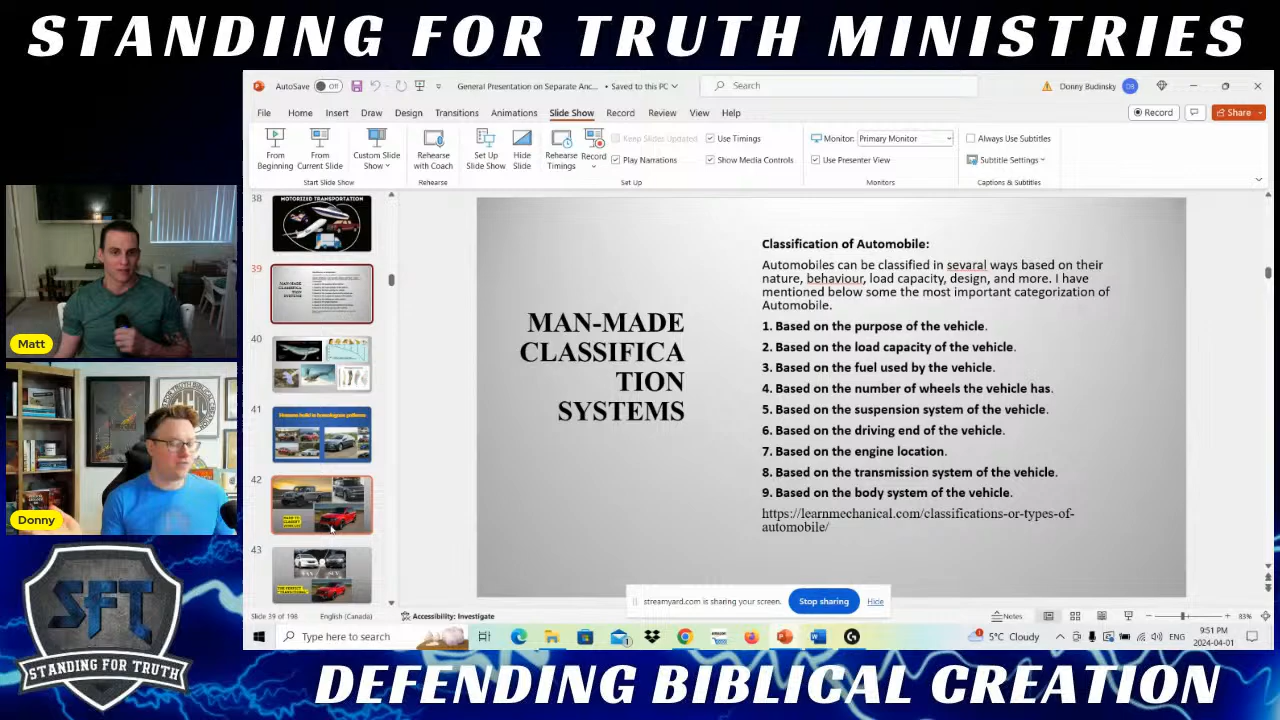 STANDING FOR TRUTH MINISTRIES
AutoSave
Off
General Presentation on Separate Anc... • Saved to this PC
Search
Donny Budinsky
DB
File Home Insert Draw Design Transitions Animations Slide Show Record Review View Help
Record
Share
From Beginning
From Current Slide
Custom Slide Show
Start Slide Show
Rehearse with Coach
Rehearse
Set Up Slide Show
Hide Slide
Rehearse Timings
Record
Keep Slides Updated
Play Narrations
Use Timings
Show Media Controls
Set Up
Monitor: Primary Monitor
Use Presenter View
Monitors
Always Use Subtitles
Subtitle Settings
Captions & Subtitles
38
MOTORIZED TRANSPORTATION
39
MAN-MADE
CLASSIFICA
TION
SYSTEMS
40
41
42
43
MAN-MADE
CLASSIFICA
TION
SYSTEMS
Classification of Automobile:
Automobiles can be classified in sevaral ways based on their
nature, behaviour, load capacity, design, and more. I have
mentioned below some the most important categorization of
Automobile.
1. Based on the purpose of the vehicle.
2. Based on the load capacity of the vehicle.
3. Based on the fuel used by the vehicle.
4. Based on the number of wheels the vehicle has.
5. Based on the suspension system of the vehicle.
6. Based on the driving end of the vehicle.
7. Based on the engine location.
8. Based on the transmission system of the vehicle.
9. Based on the body system of the vehicle.
https://learnmechanical.com/classifications-or-types-of-
automobile/
streamyard.com is sharing your screen.
Stop sharing
Hide
Slide 39 of 198
English (Canada)
Accessibility: Investigate
Notes
93%
Type here to search
5°C Cloudy
ENG
9:51 PM
2024-04-01
Matt
Donny
SFT
STANDING FOR TRUTH
DEFENDING BIBLICAL CREATION